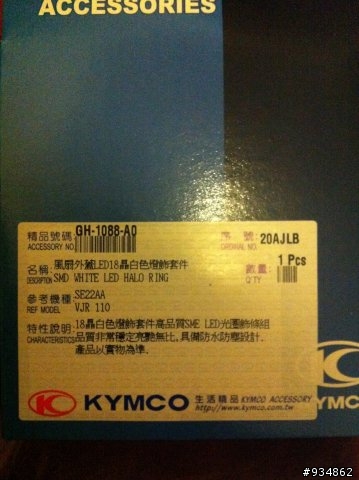 ACCESSORIES
精品號碼: GH-1088-A0
ACCESSORY NO.
序 號: 20AJLB
ORIGINAL NO.
風扇外蓋LED18晶白色燈飾套件
名稱: SMD WHITE LED HALO RING
DESCRIPTION
數量: 1 Pcs
Q'TY
參考機種: SE22AA
REF MODEL VJR 110
特性說明: 18晶白色燈飾套件高品質SME LED光圈飾條組
CHARACTERISTICS 品質非常穩定亮艷無比,具備防水防塵設計.
產品以實物為準.
KYMCO 生活精品 KYMCO ACCESSORY
http://www.kymco.com.tw
YMC
#934862